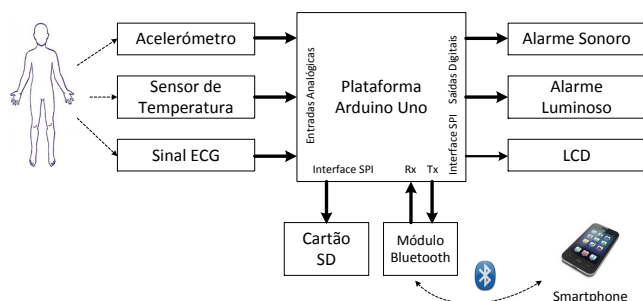 Acelerómetro
Sensor de
Temperatura
Sinal ECG
Entradas Analógicas
Plataforma
Arduino Uno
Saídas Digitais
Interface SPI
Interface SPI
Rx
Tx
Alarme Sonoro
Alarme
Luminoso
LCD
Cartão
SD
Módulo
Bluetooth
Smartphone